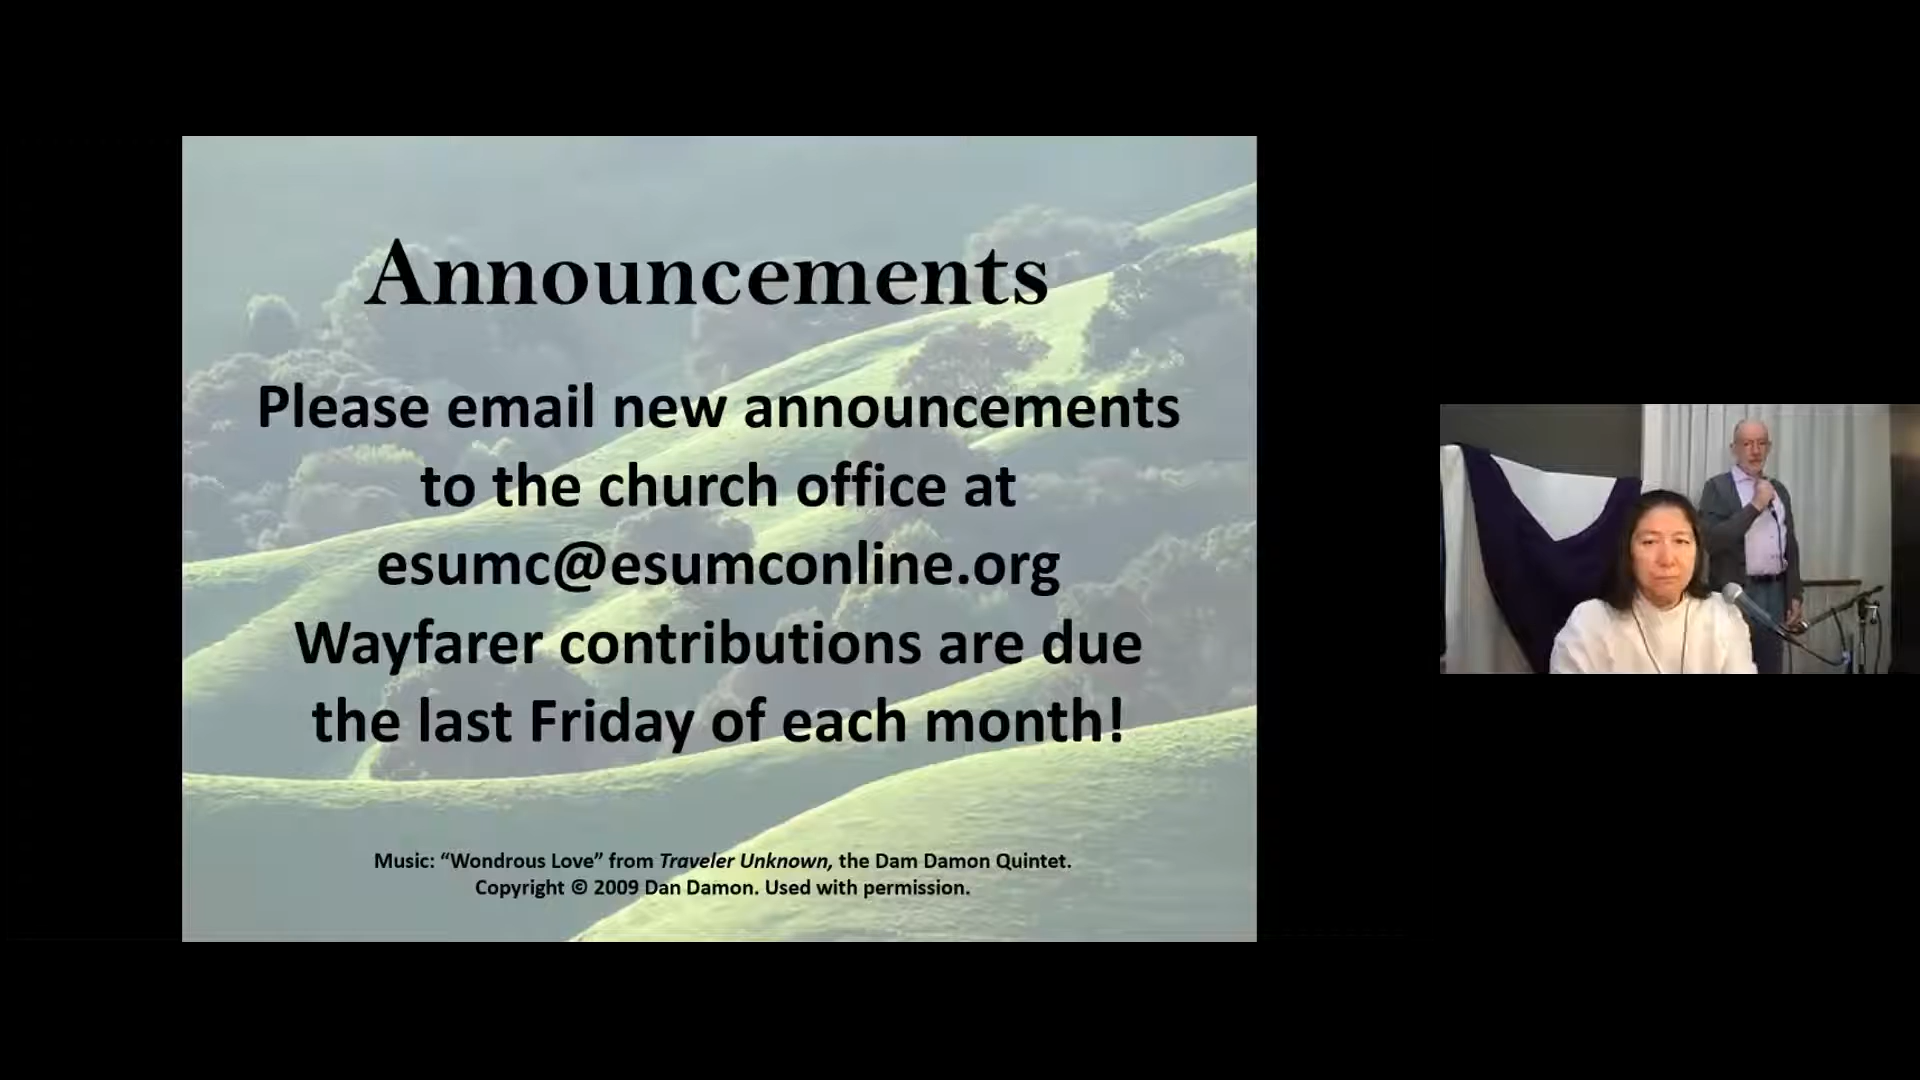 Announcements
Please email new announcements
to the church office at
esumc@esumconline.org
Wayfarer contributions are due
the last Friday of each month!
Music: “Wondrous Love” from Traveler Unknown, the Dam Damon Quintet.
Copyright © 2009 Dan Damon. Used with permission.